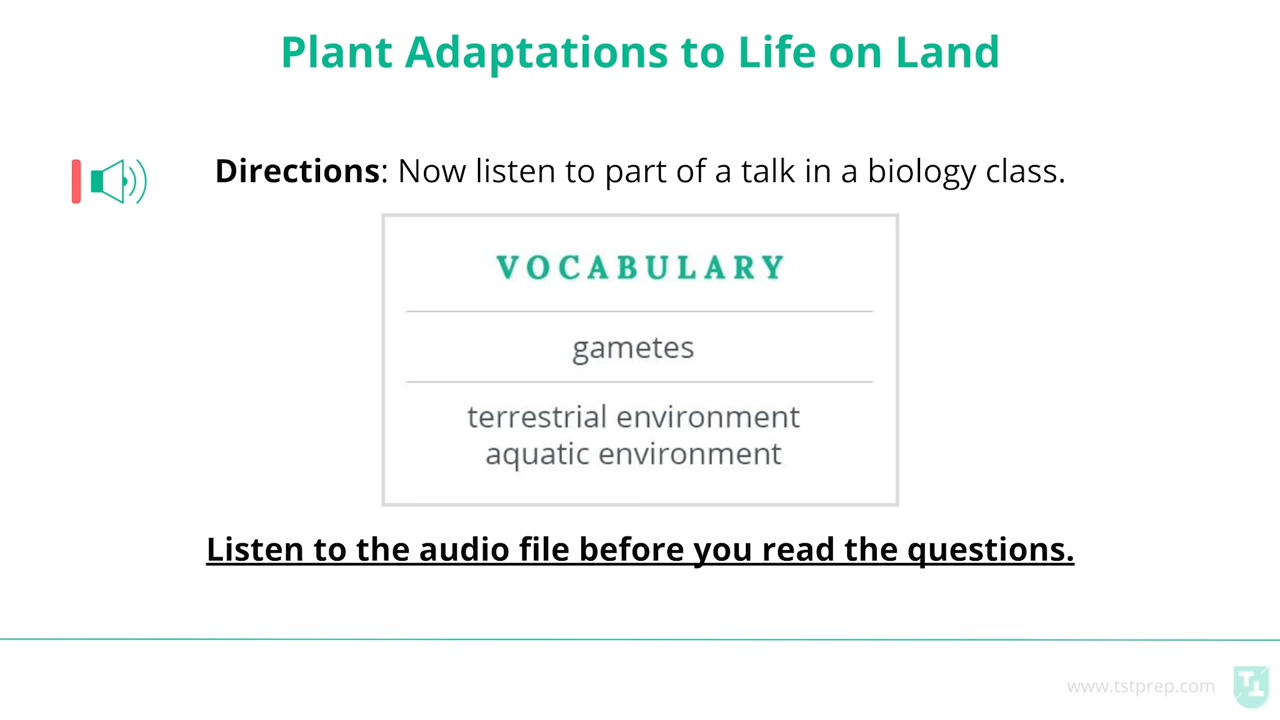 Plant Adaptations to Life on Land
Directions: Now listen to part of a talk in a biology class.
VOCABULARY
gametes
terrestrial environment
aquatic environment
Listen to the audio file before you read the questions.
www.tstprep.com